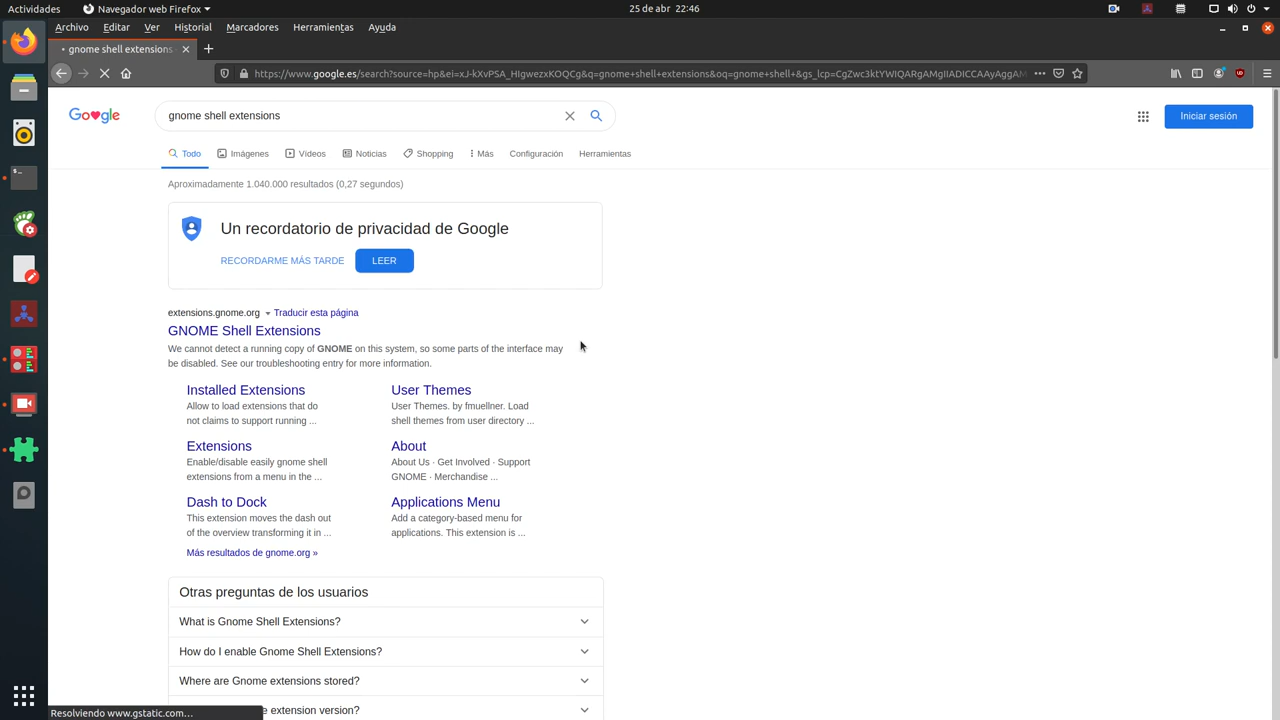 Actividades
Navegador web Firefox
25 de abr 22:46
Archivo Editar Ver Historial Marcadores Herramientas Ayuda
gnome shell extensions
https://www.google.es/search?source=hp&ei=xJ-kXvPSA_HIgwezxKOQCg&q=gnome+shell+extensions&oq=gnome+shell+&gs_lcp=CgZwc3ktYWIQARgAMgIIADICCAAyAggAM
Google
gnome shell extensions
Iniciar sesión
Todo Imágenes Vídeos Noticias Shopping Más Configuración Herramientas
Aproximadamente 1.040.000 resultados (0,27 segundos)
Un recordatorio de privacidad de Google
RECORDARME MÁS TARDE LEER
extensions.gnome.org Traducir esta página
GNOME Shell Extensions
We cannot detect a running copy of GNOME on this system, so some parts of the interface may
be disabled. See our troubleshooting entry for more information.
Installed Extensions
Allow to load extensions that do
not claims to support running ...
User Themes
User Themes. by fmuellner. Load
shell themes from user directory ...
Extensions
Enable/disable easily gnome shell
extensions from a menu in the ...
About
About Us · Get Involved · Support
GNOME · Merchandise ...
Dash to Dock
This extension moves the dash out
of the overview transforming it in ...
Applications Menu
Add a category-based menu for
applications. This extension is ...
Más resultados de gnome.org »
Otras preguntas de los usuarios
What is Gnome Shell Extensions?
How do I enable Gnome Shell Extensions?
Where are Gnome extensions stored?
extension version?
Resolviendo www.gstatic.com…